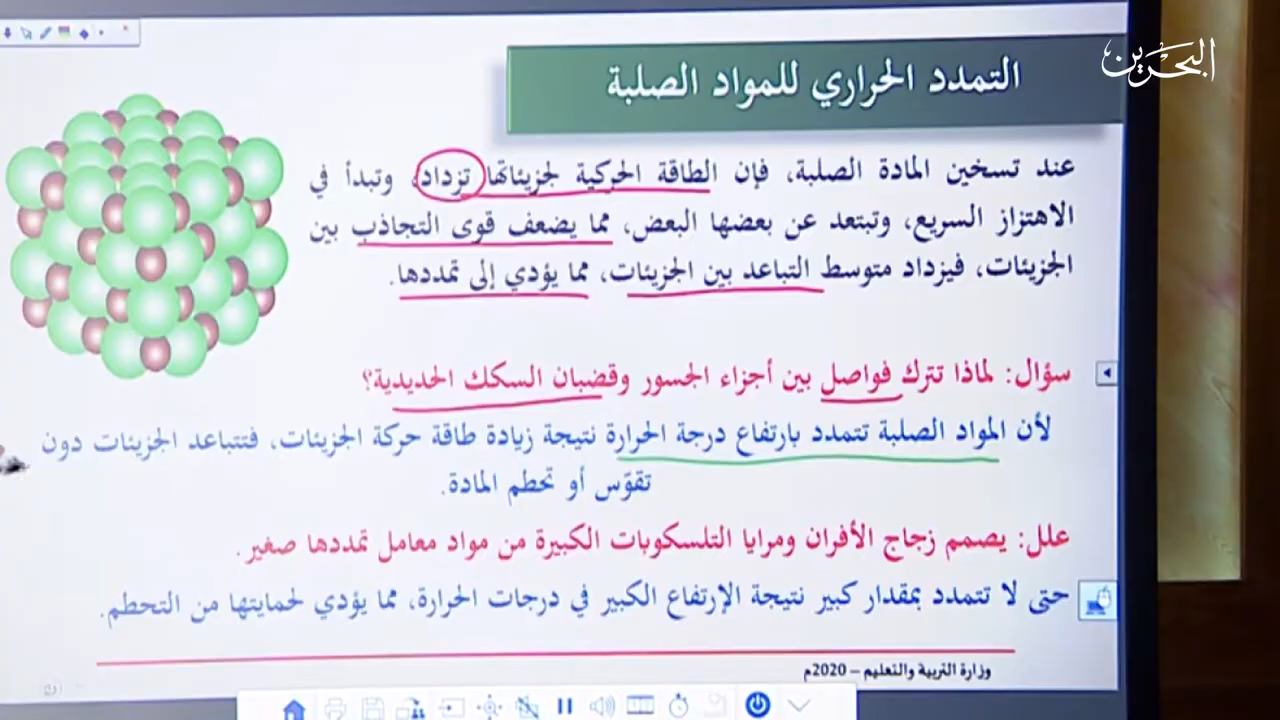 البحرين
التمدد الحراري للمواد الصلبة
عند تسخين المادة الصلبة، فإن الطاقة الحركية لجزيئاتها تزداد، وتبدأ في
الاهتزاز السريع، وتبتعد عن بعضها البعض، مما يضعف قوى التجاذب بين
الجزيئات، فيزداد متوسط التباعد بين الجزيئات، مما يؤدي إلى تمددها.
سؤال: لماذا تترك فواصل بين أجزاء الجسور وقضبان السكك الحديدية؟
لأن المواد الصلبة تتمدد بارتفاع درجة الحرارة نتيجة زيادة طاقة حركة الجزيئات، فتتباعد الجزيئات دون
تقوّس أو تحطم المادة.
علل: يصمم زجاج الأفران ومرايا التلسكوبات الكبيرة من مواد معامل تمددها صغير.
حتى لا تتمدد بمقدار كبير نتيجة الإرتفاع الكبير في درجات الحرارة، مما يؤدي لحمايتها من التحطم.
وزارة التربية والتعليم – 2020م